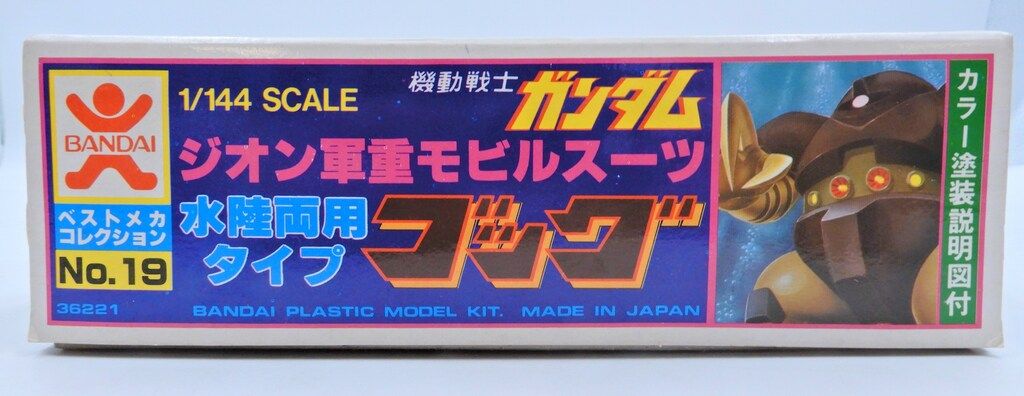 BANDAI
ベストメカ
コレクション
No.19
36221
1/144 SCALE
機動戦士 ガンダム
ジオン軍重モビルスーツ
水陸両用
タイプ
ゴッグ
BANDAI PLASTIC MODEL KIT. MADE IN JAPAN
カラー塗装説明図付